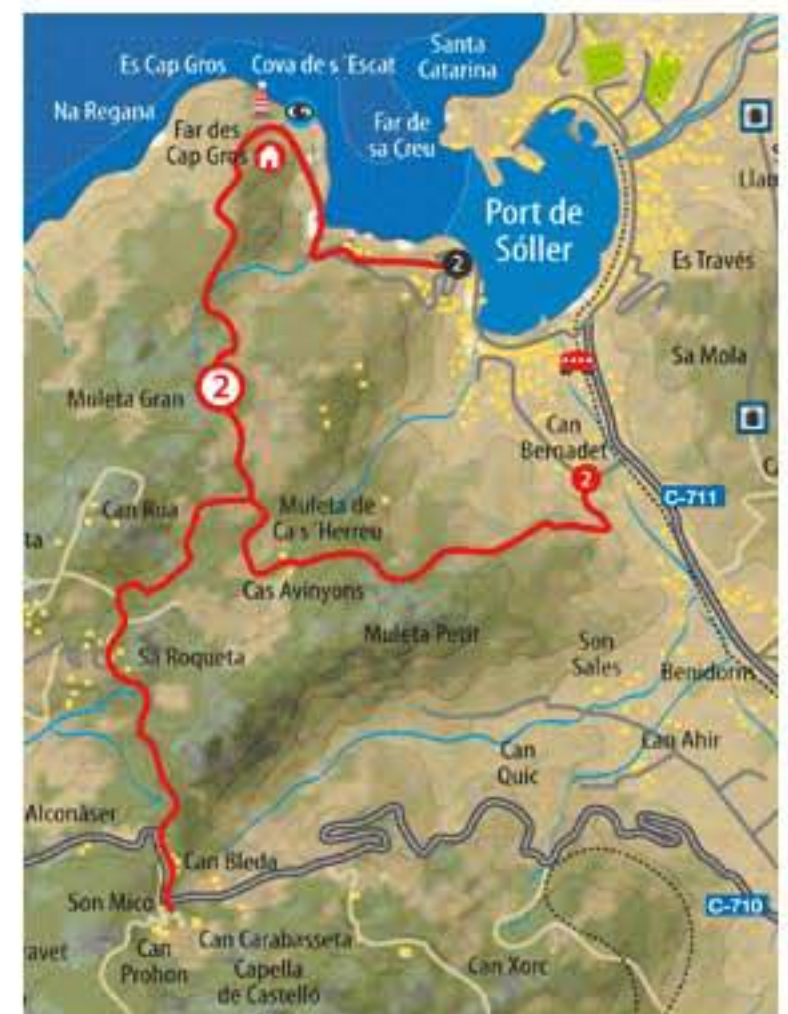 Santa
Catarina
Es Cap Gros
Cova de s´Escat
Na Regana
Far des
Cap Gros
Far de
sa Creu
Port de
Sóller
Es Través
Sa Mola
2
Muleta Gran
2
Can
Bernadet
2
C-711
Can Rua
Muleta de
Ca s´Herreu
Cas Avinyons
Muleta Petit
Sa Roqueta
Son
Sales
Benidorns
Can Ahir
Can
Quic
Alconàser
Can Bleda
Son Mico
C-710
Can
Prohon
Can Carabasseta
Capella
de Castelló
Can Xorc